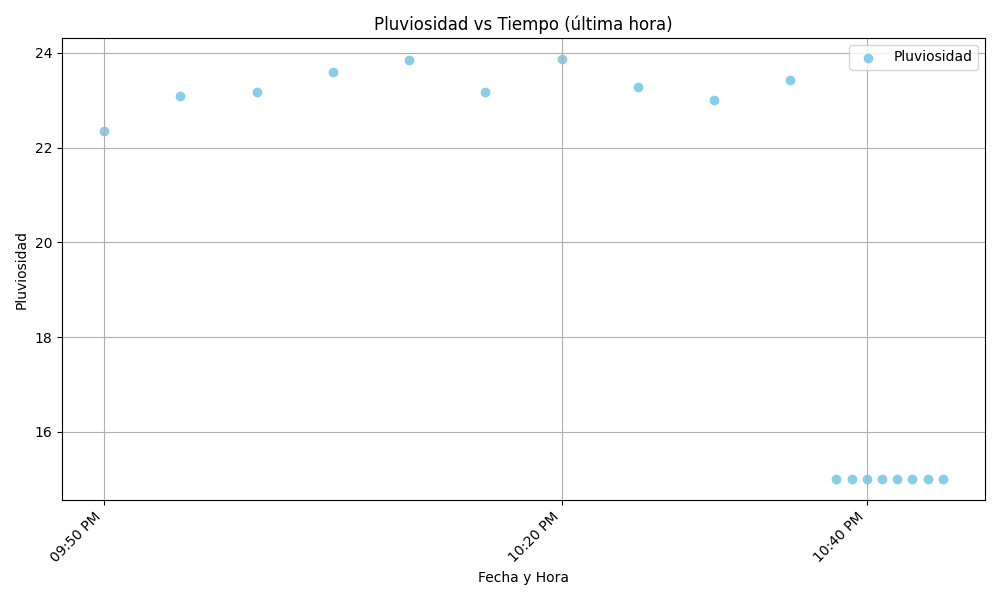 Pluviosidad vs Tiempo (última hora)
Pluviosidad
24
22
20
18
16
Pluviosidad
09:50 PM
10:20 PM
10:40 PM
Fecha y Hora